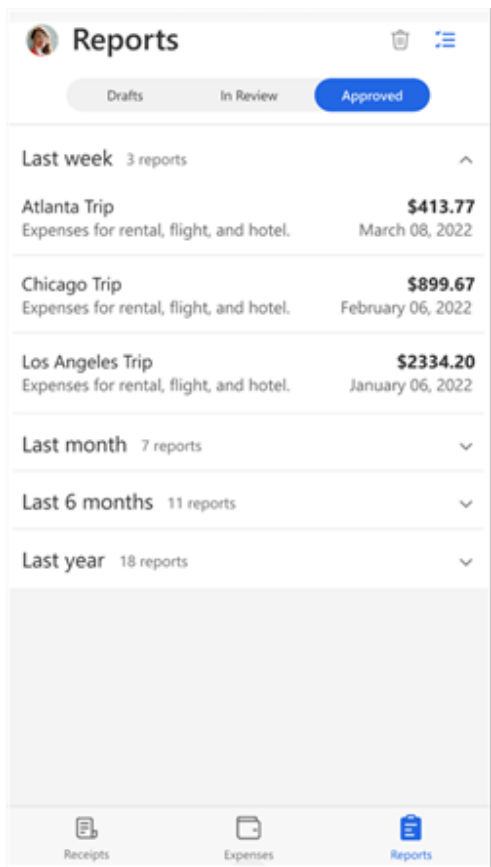 Reports
Drafts In Review Approved
Last week 3 reports
Atlanta Trip $413.77
Expenses for rental, flight, and hotel. March 08, 2022
Chicago Trip $899.67
Expenses for rental, flight, and hotel. February 06, 2022
Los Angeles Trip $2334.20
Expenses for rental, flight, and hotel. January 06, 2022
Last month 7 reports
Last 6 months 11 reports
Last year 18 reports
Receipts Expenses Reports